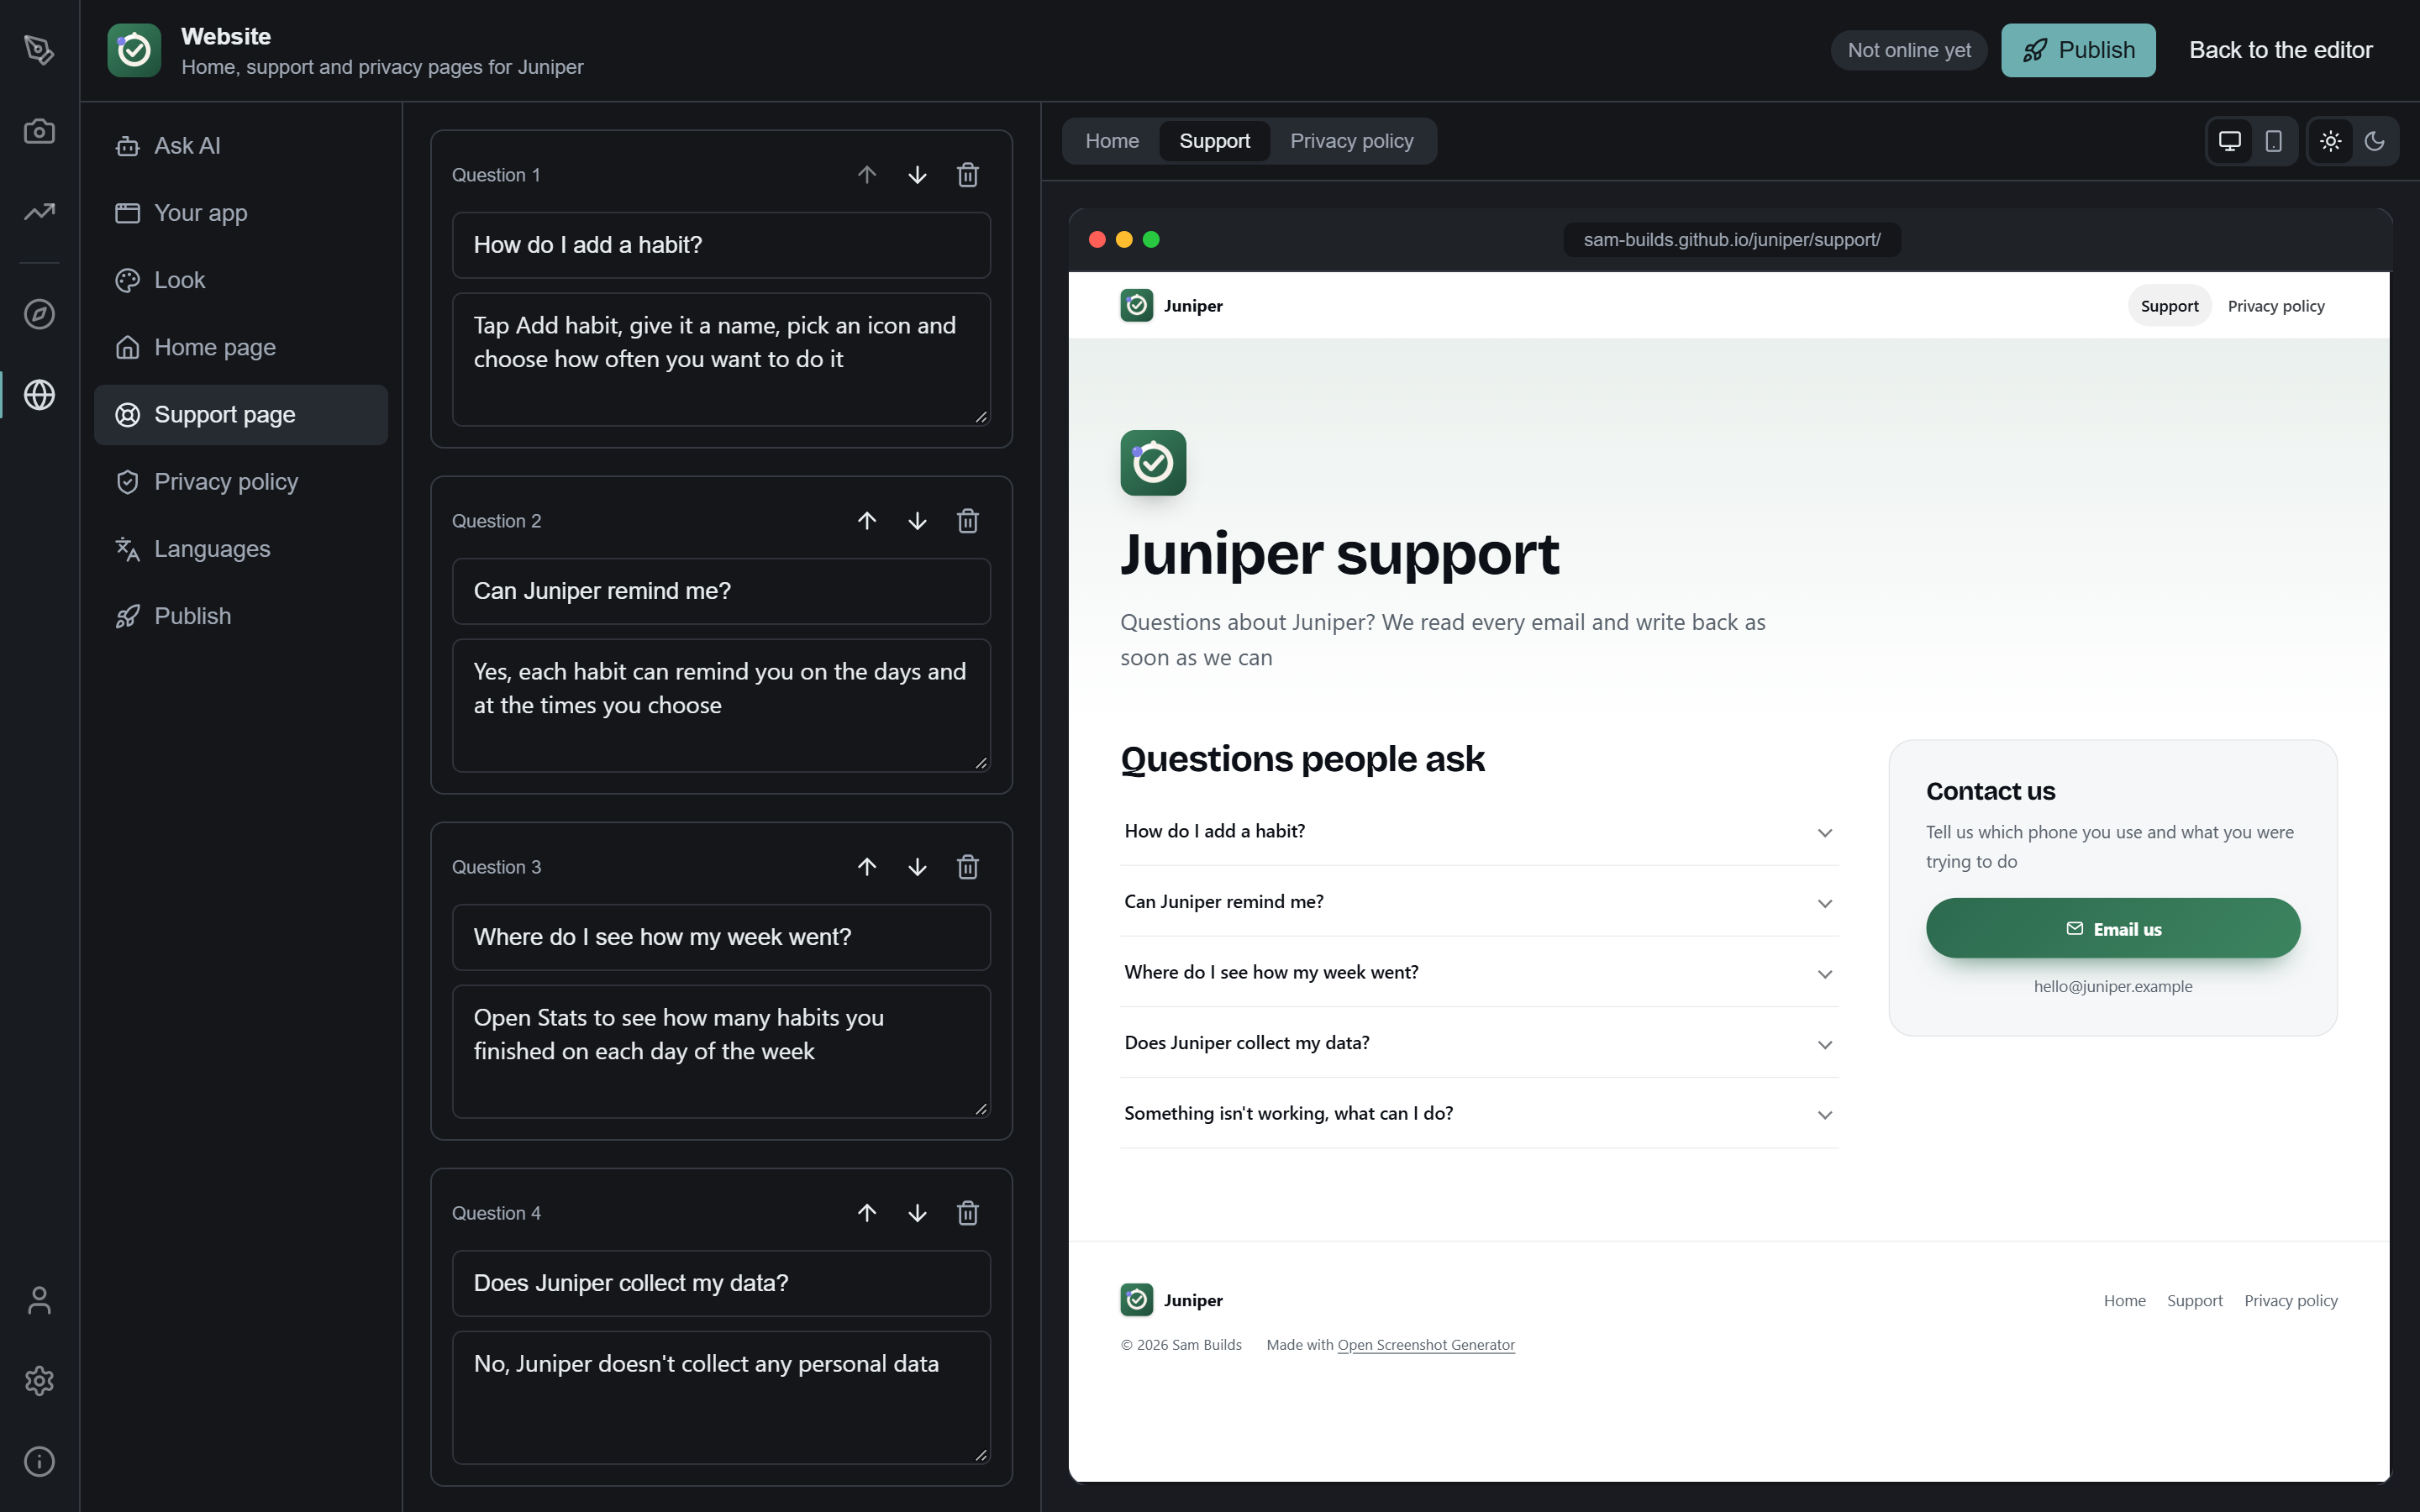 Website
Home, support and privacy pages for Juniper
Not online yet
Publish
Back to the editor
Ask AI
Your app
Look
Home page
Support page
Privacy policy
Languages
Publish
Question 1
How do I add a habit?
Tap Add habit, give it a name, pick an icon and
choose how often you want to do it
Question 2
Can Juniper remind me?
Yes, each habit can remind you on the days and
at the times you choose
Question 3
Where do I see how my week went?
Open Stats to see how many habits you
finished on each day of the week
Question 4
Does Juniper collect my data?
No, Juniper doesn't collect any personal data
Home
Support
Privacy policy
sam-builds.github.io/juniper/support/
Juniper
Support
Privacy policy
Juniper support
Questions about Juniper? We read every email and write back as
soon as we can
Questions people ask
How do I add a habit?
Can Juniper remind me?
Where do I see how my week went?
Does Juniper collect my data?
Something isn't working, what can I do?
Contact us
Tell us which phone you use and what you were
trying to do
Email us
hello@juniper.example
Juniper
Home
Support
Privacy policy
© 2026 Sam Builds
Made with Open Screenshot Generator